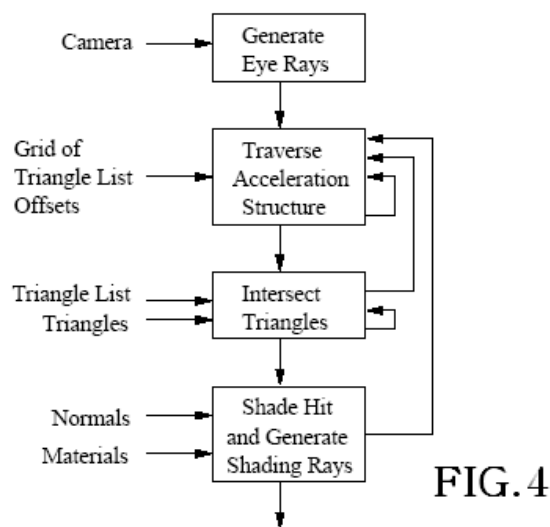 Camera
Generate
Eye Rays
Grid of
Triangle List
Offsets
Traverse
Acceleration
Structure
Triangle List
Triangles
Intersect
Triangles
Normals
Materials
Shade Hit
and Generate
Shading Rays
FIG.4